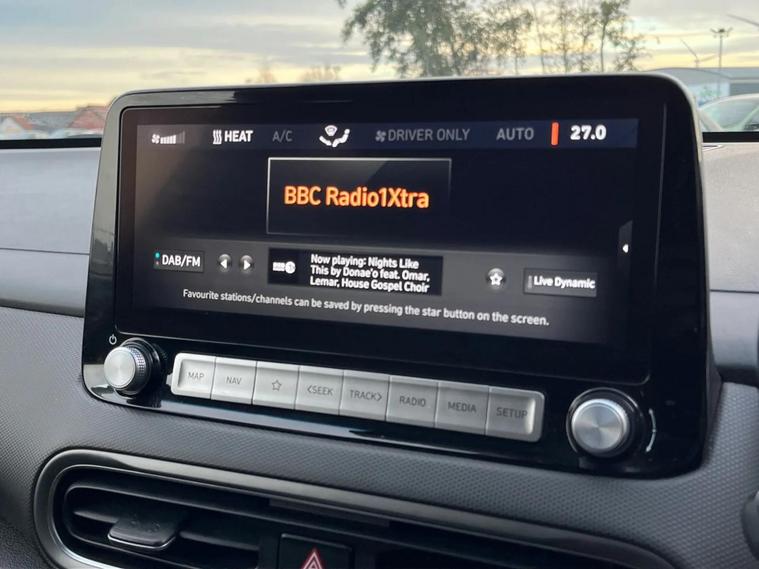 HEAT A/C DRIVER ONLY AUTO 27.0
BBC Radio1Xtra
DAB/FM
Now playing: Nights Like
This by Donae'o feat. Omar,
Lemar, House Gospel Choir
Live Dynamic
Favourite stations/channels can be saved by pressing the star button on the screen.
MAP NAV <SEEK TRACK> RADIO MEDIA SETUP